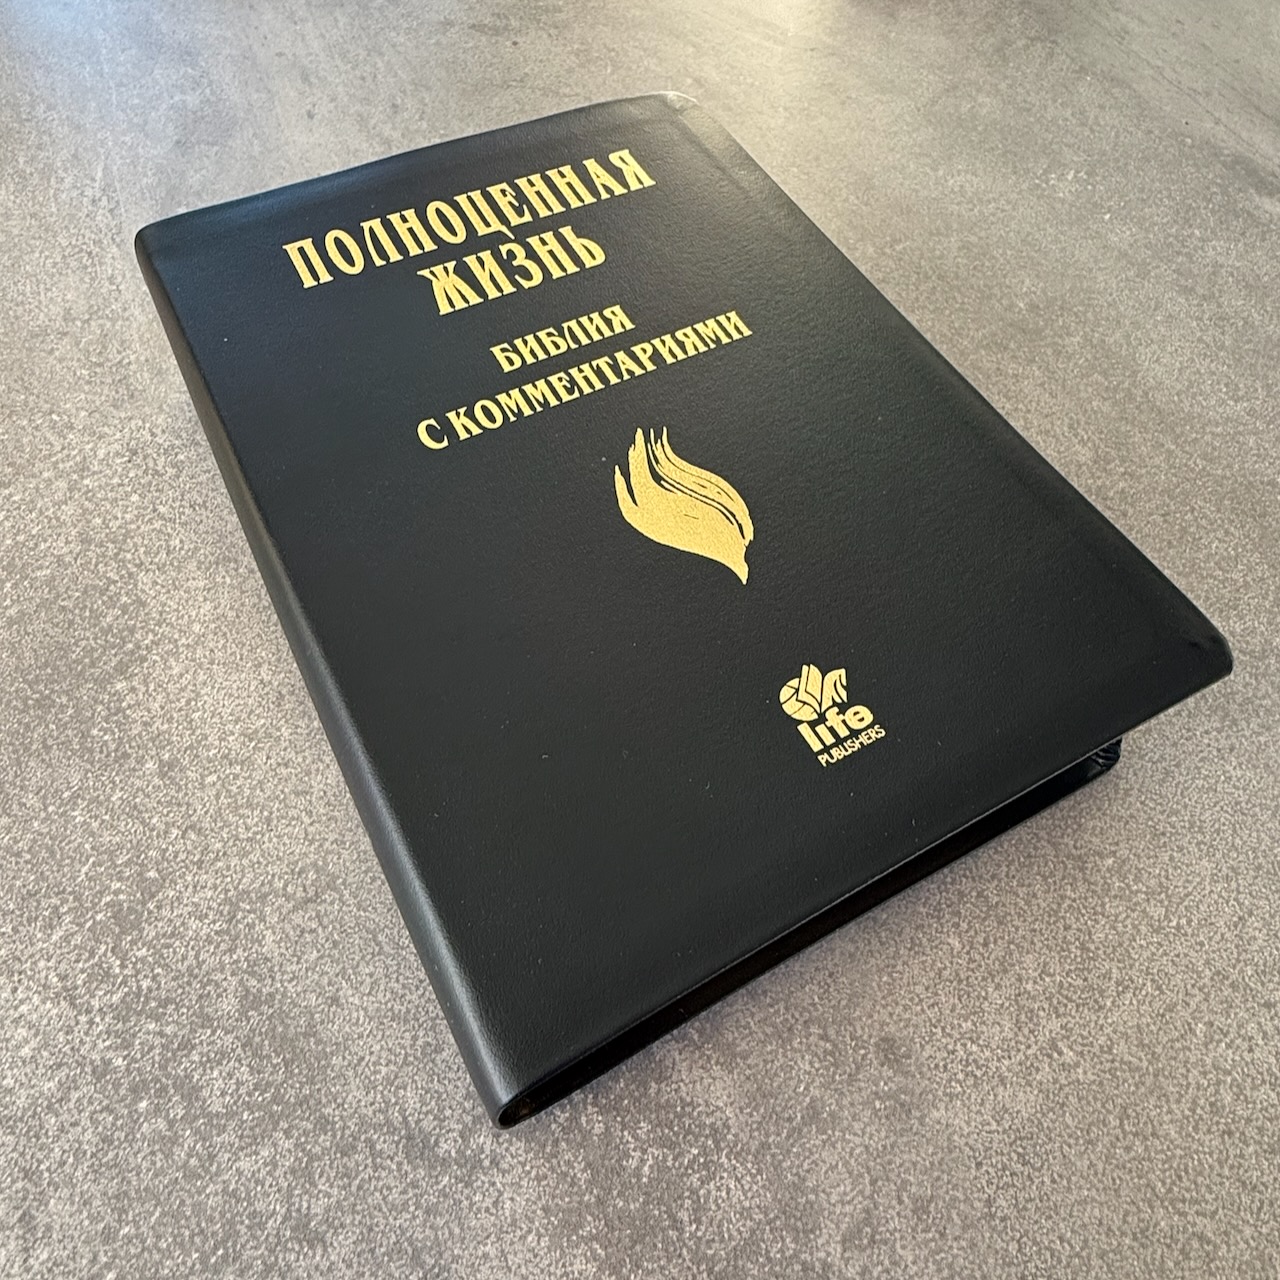 ПОЛНОЦЕННАЯ
ЖИЗНЬ
БИБЛИЯ
С КОММЕНТАРИЯМИ
life
PUBLISHERS